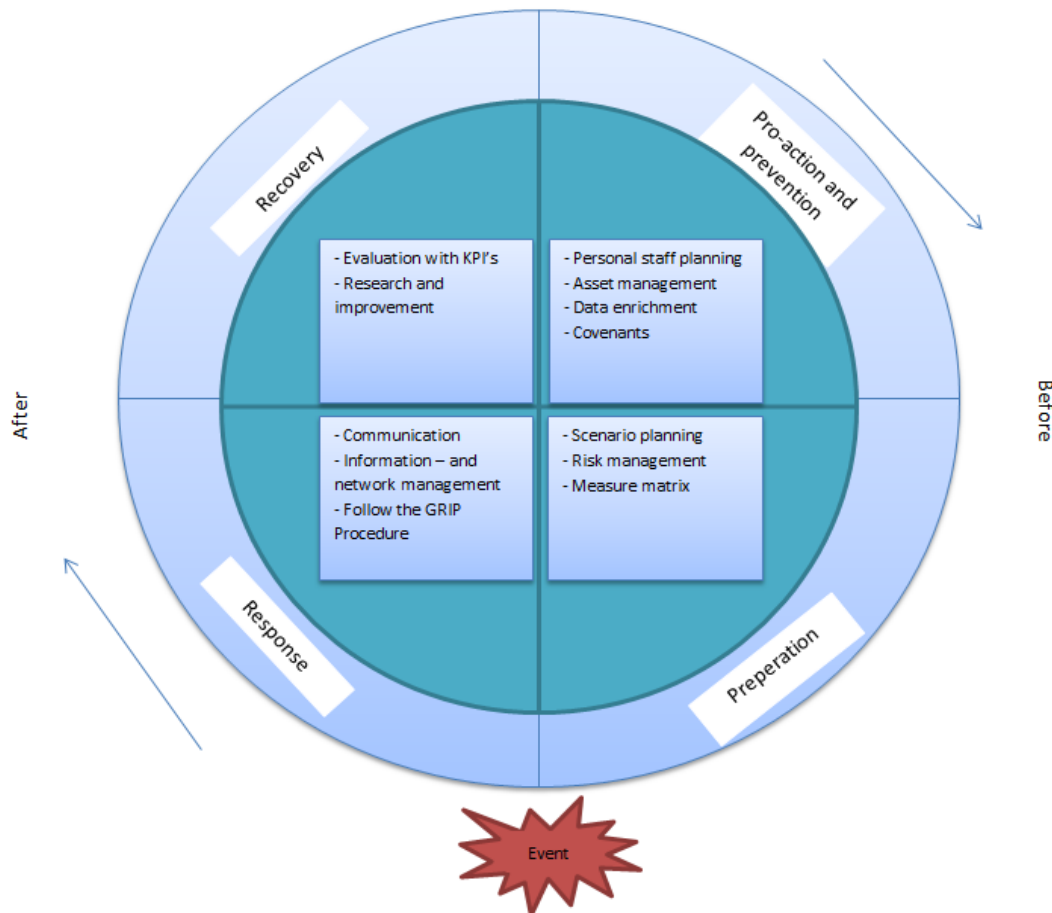 Recovery
Pro-action and
prevention
- Evaluation with KPI's
- Research and
improvement
- Personal staff planning
- Asset management
- Data enrichment
- Covenants
After
Before
- Communication
- Information – and
network management
- Follow the GRIP
Procedure
- Scenario planning
- Risk management
- Measure matrix
Response
Preperation
Event